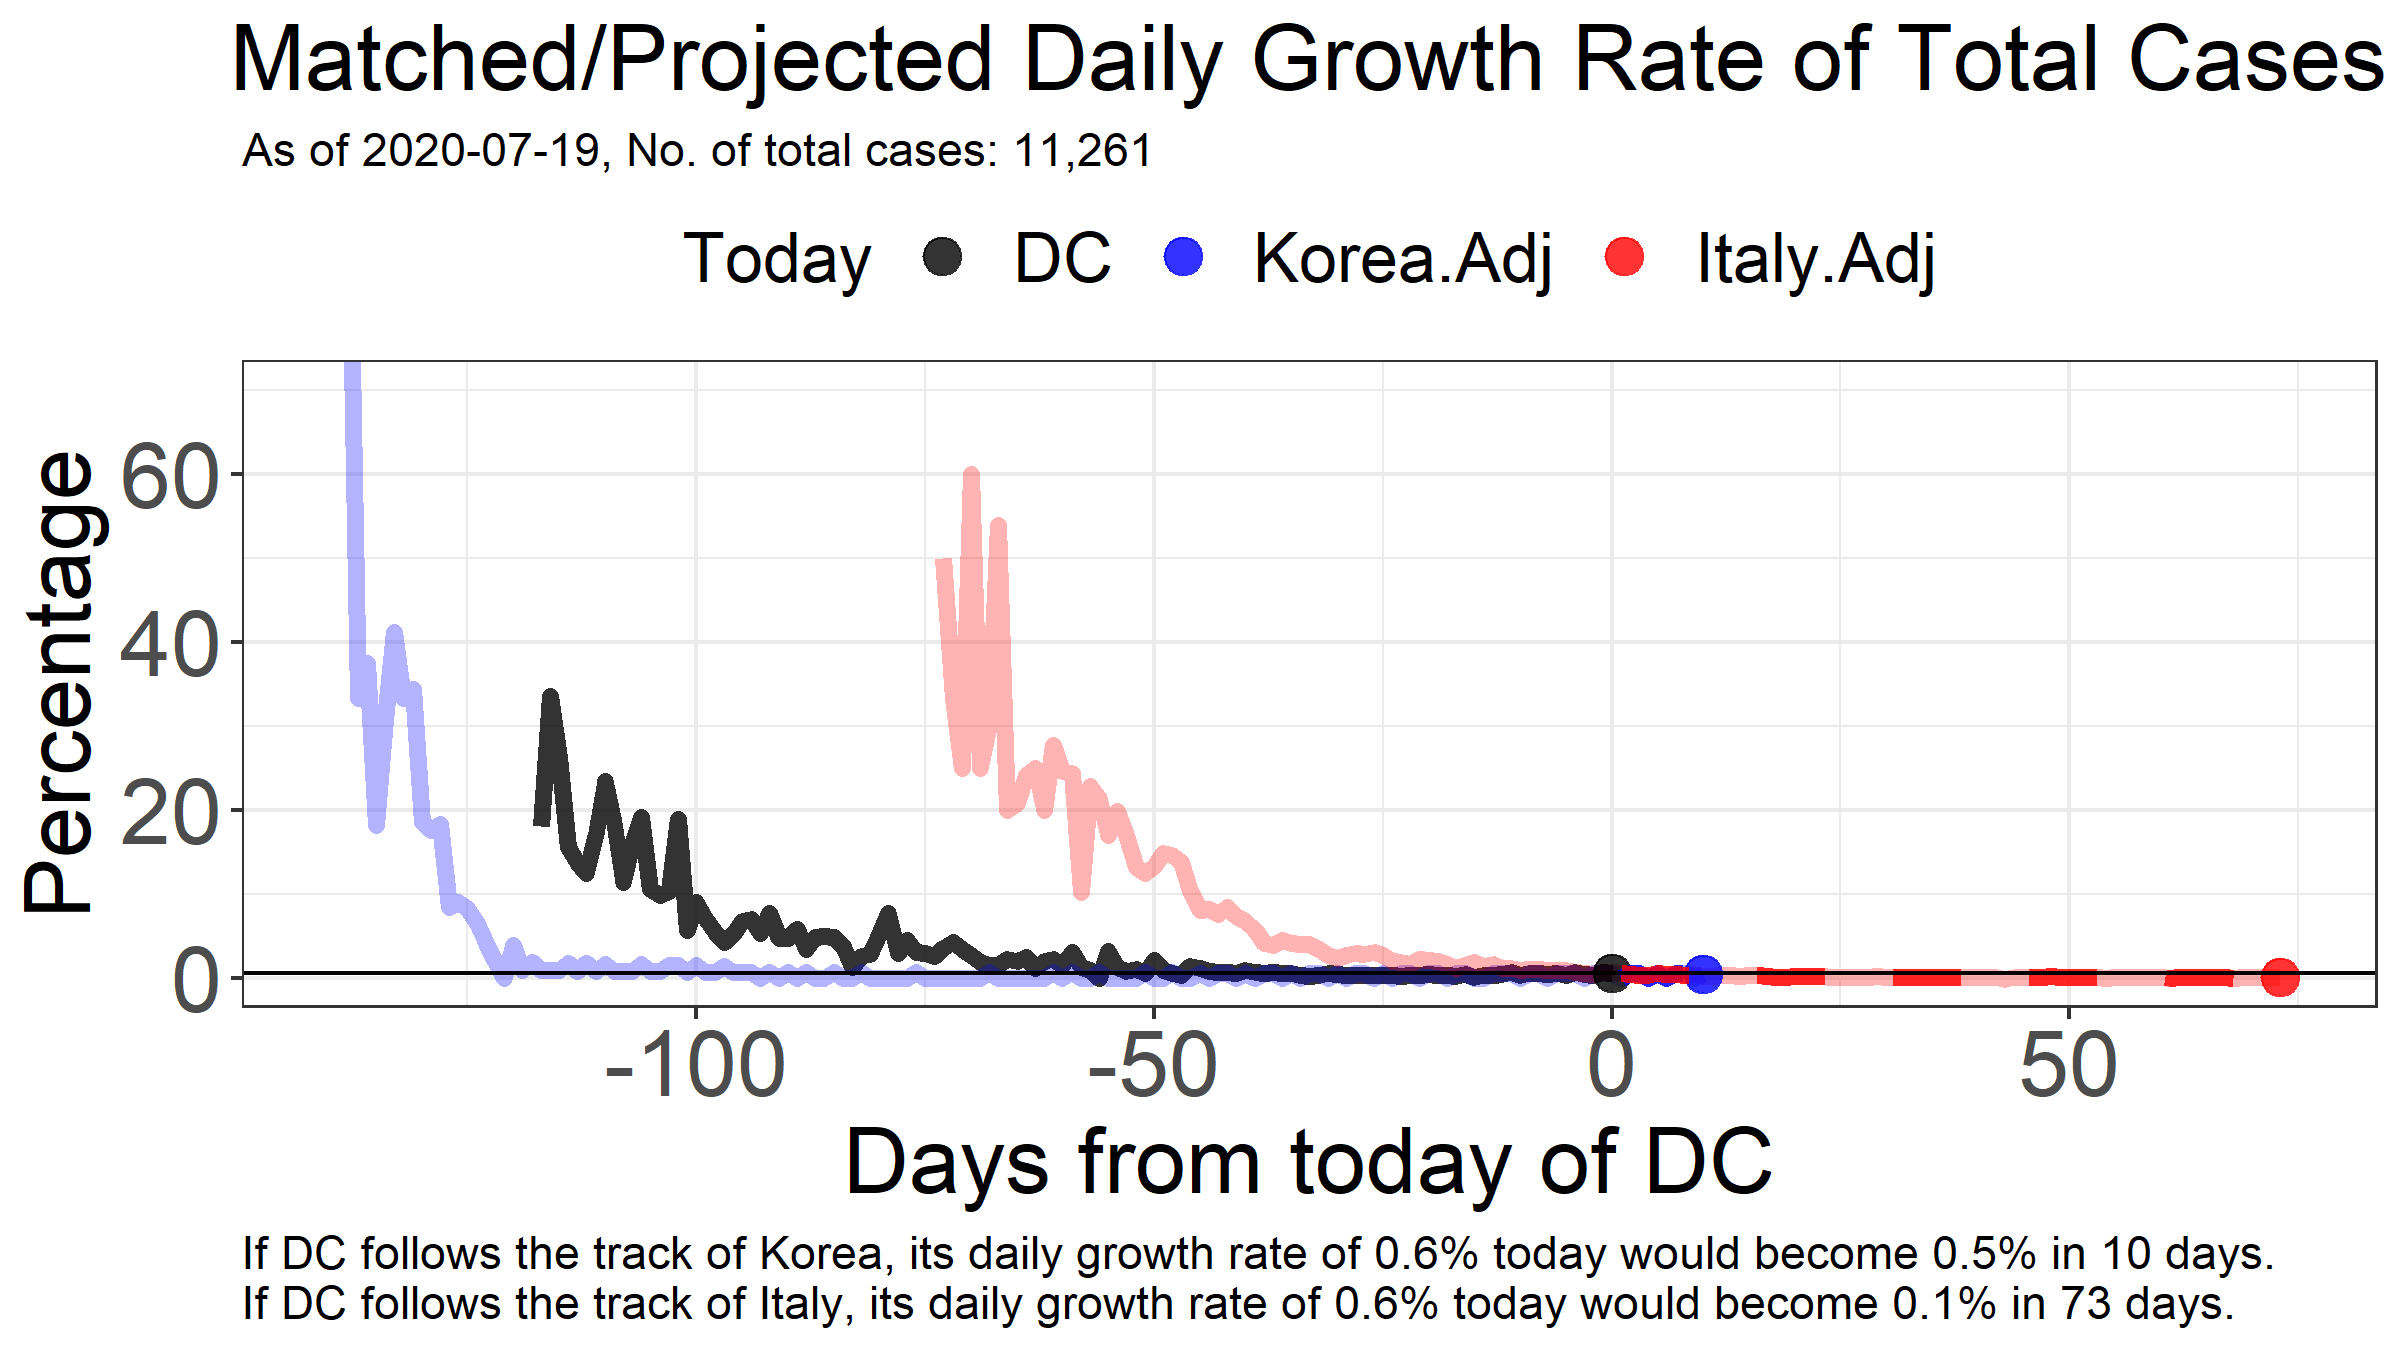 Matched/Projected Daily Growth Rate of Total Cases
As of 2020-07-19, No. of total cases: 11,261
Today DC Korea.Adj Italy.Adj
Percentage
60
40
20
0
-100 -50 0 50
Days from today of DC
If DC follows the track of Korea, its daily growth rate of 0.6% today would become 0.5% in 10 days.
If DC follows the track of Italy, its daily growth rate of 0.6% today would become 0.1% in 73 days.